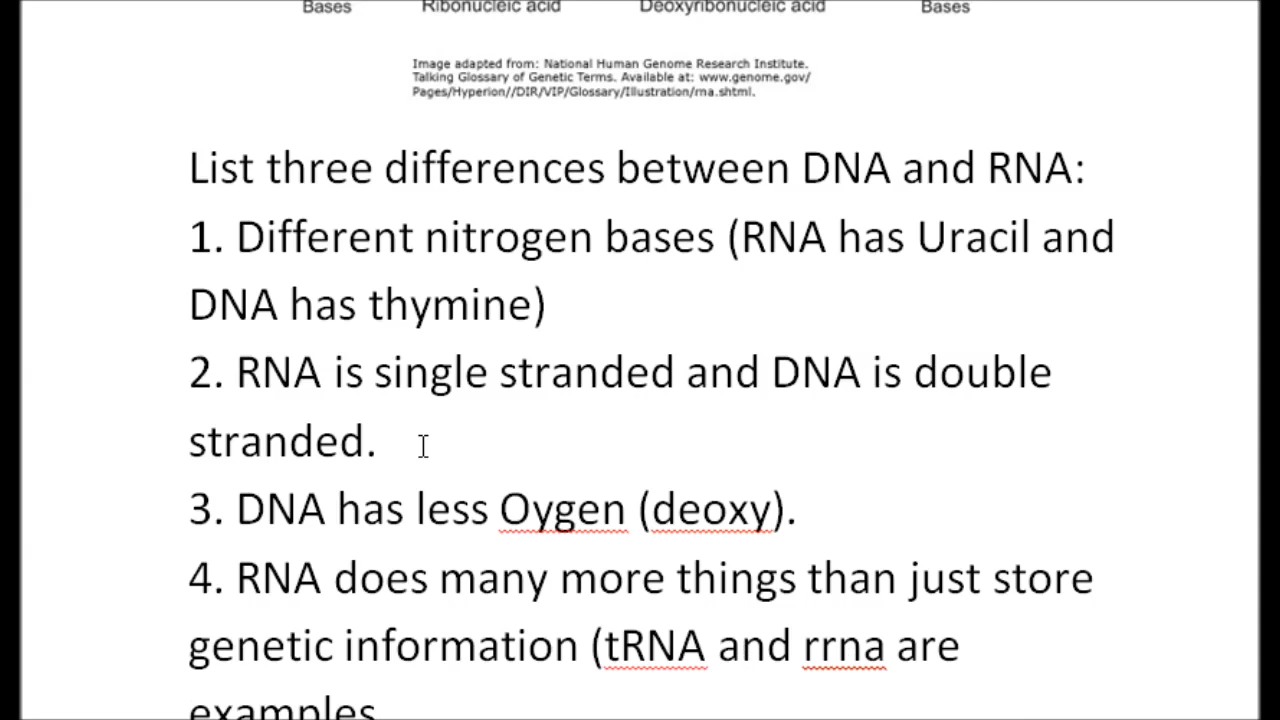 Bases Ribonucleic acid Deoxyribonucleic acid Bases
Image adapted from: National Human Genome Research Institute.
Talking Glossary of Genetic Terms. Available at: www.genome.gov/
Pages/Hyperion//DIR/VIP/Glossary/Illustration/rna.shtml.
List three differences between DNA and RNA:
1. Different nitrogen bases (RNA has Uracil and
DNA has thymine)
2. RNA is single stranded and DNA is double
stranded.
3. DNA has less Oygen (deoxy).
4. RNA does many more things than just store
genetic information (tRNA and rrna are
examples